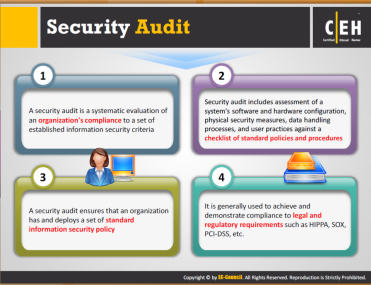 Security Audit
C|EH
Certified Ethical Hacker
1
A security audit is a systematic evaluation of
an organization's compliance to a set of
established information security criteria
2
Security audit includes assessment of a
system's software and hardware configuration,
physical security measures, data handling
processes, and user practices against a
checklist of standard policies and procedures
3
A security audit ensures that an organization
has and deploys a set of standard
information security policy
4
It is generally used to achieve and
demonstrate compliance to legal and
regulatory requirements such as HIPPA, SOX,
PCI-DSS, etc.
Copyright © by EC-Council. All Rights Reserved. Reproduction is Strictly Prohibited.